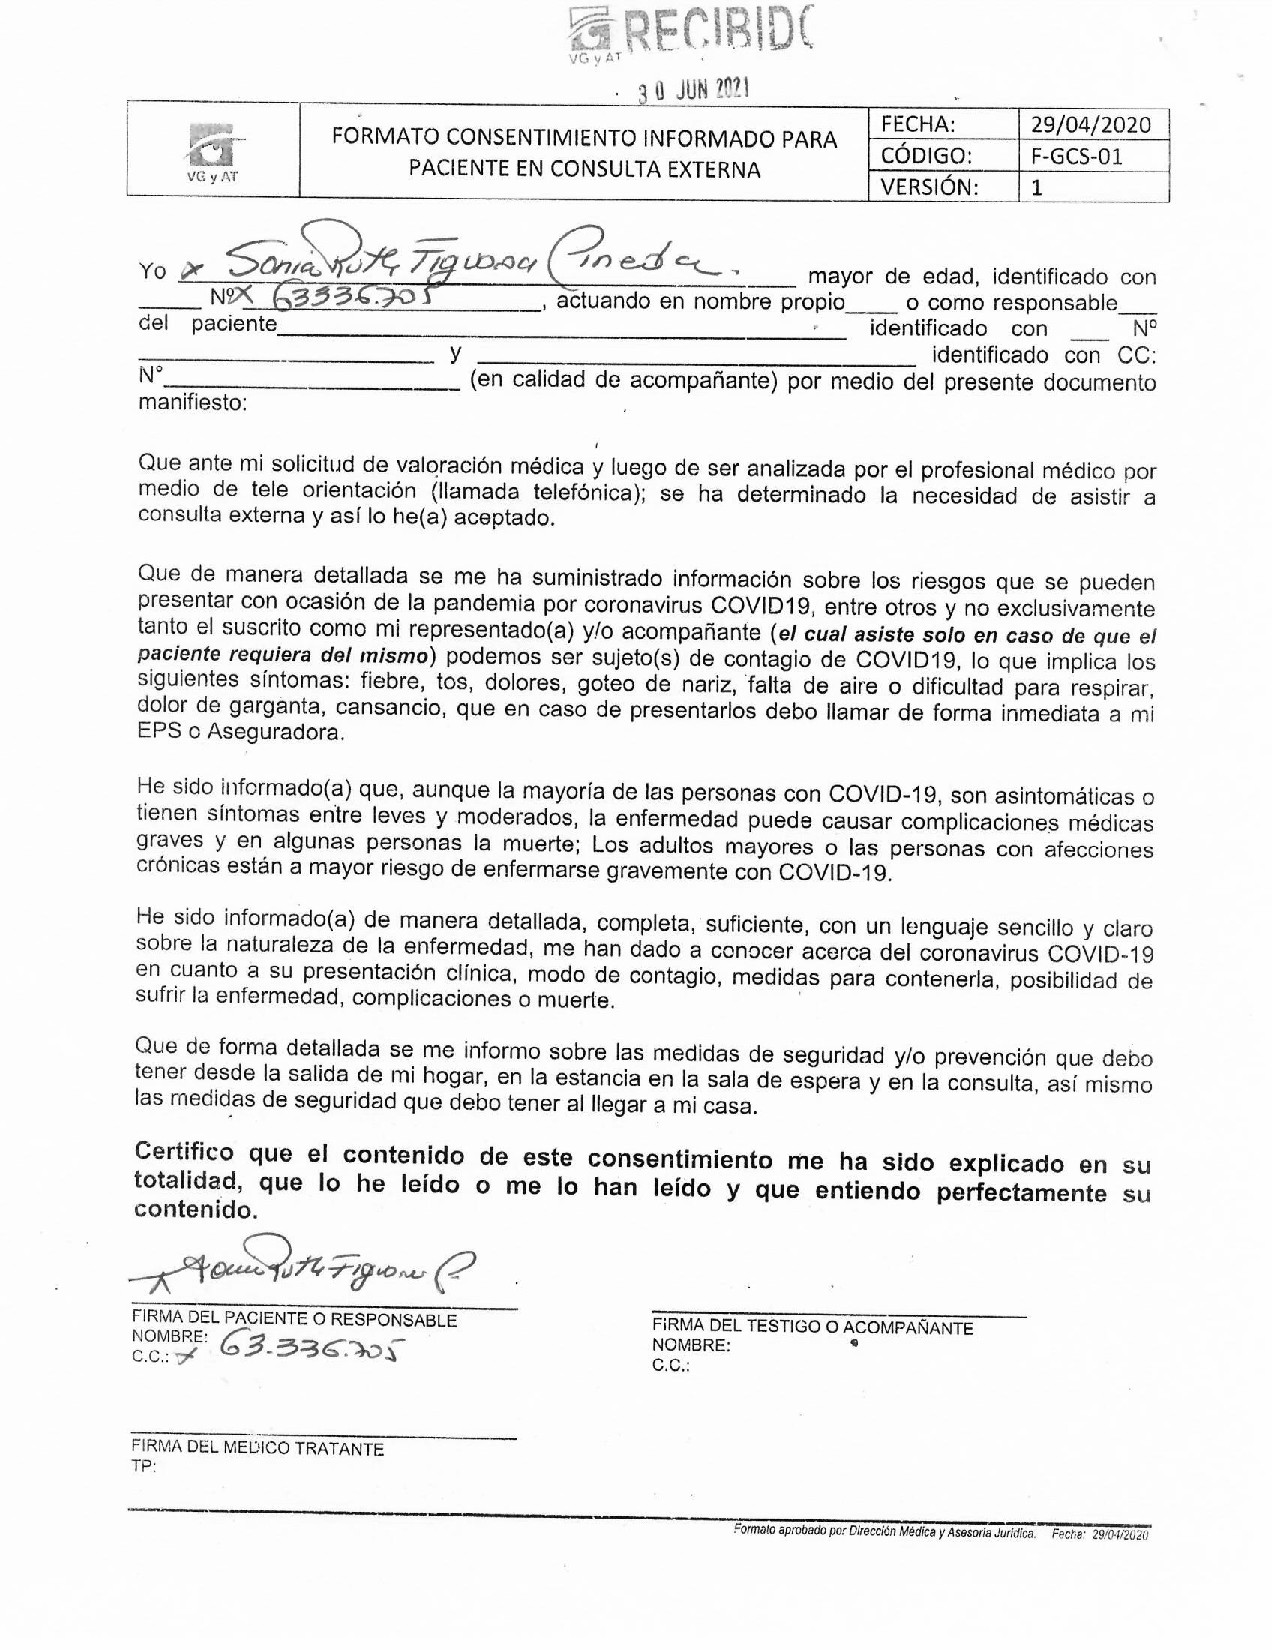 RECIBIDO
VG y AT
30 JUN 2021
VG y AT
FORMATO CONSENTIMIENTO INFORMADO PARA
PACIENTE EN CONSULTA EXTERNA
FECHA: 29/04/2020
CÓDIGO: F-GCS-01
VERSIÓN: 1
Yo x Sonia Ruth Figueroa Pineda. mayor de edad, identificado con
____ Nºx 63336.705, actuando en nombre propio____ o como responsable___
del paciente____ identificado con ___ Nº
____ y ____ identificado con CC:
N°____ (en calidad de acompañante) por medio del presente documento
manifiesto:
Que ante mi solicitud de valoración médica y luego de ser analizada por el profesional médico por
medio de tele orientación (llamada telefónica); se ha determinado la necesidad de asistir a
consulta externa y así lo he(a) aceptado.
Que de manera detallada se me ha suministrado información sobre los riesgos que se pueden
presentar con ocasión de la pandemia por coronavirus COVID19, entre otros y no exclusivamente
tanto el suscrito como mi representado(a) y/o acompañante (el cual asiste solo en caso de que el
paciente requiera del mismo) podemos ser sujeto(s) de contagio de COVID19, lo que implica los
siguientes síntomas: fiebre, tos, dolores, goteo de nariz, falta de aire o dificultad para respirar,
dolor de garganta, cansancio, que en caso de presentarlos debo llamar de forma inmediata a mi
EPS o Aseguradora.
He sido informado(a) que, aunque la mayoría de las personas con COVID-19, son asintomáticas o
tienen síntomas entre leves y moderados, la enfermedad puede causar complicaciones médicas
graves y en algunas personas la muerte; Los adultos mayores o las personas con afecciones
crónicas están a mayor riesgo de enfermarse gravemente con COVID-19.
He sido informado(a) de manera detallada, completa, suficiente, con un lenguaje sencillo y claro
sobre la naturaleza de la enfermedad, me han dado a conocer acerca del coronavirus COVID-19
en cuanto a su presentación clínica, modo de contagio, medidas para contenerla, posibilidad de
sufrir la enfermedad, complicaciones o muerte.
Que de forma detallada se me informo sobre las medidas de seguridad y/o prevención que debo
tener desde la salida de mi hogar, en la estancia en la sala de espera y en la consulta, así mismo
las medidas de seguridad que debo tener al llegar a mi casa.
Certifico que el contenido de este consentimiento me ha sido explicado en su
totalidad, que lo he leído o me lo han leído y que entiendo perfectamente su
contenido.
x Sonia Ruth Figueroa P
FIRMA DEL PACIENTE O RESPONSABLE
NOMBRE:
C.C.: x 63.336.705
FIRMA DEL TESTIGO O ACOMPAÑANTE
NOMBRE:
C.C.:
FIRMA DEL MEDICO TRATANTE
TP:
Formato aprobado por Dirección Médica y Asesoría Jurídica. Fecha: 29/04/2020